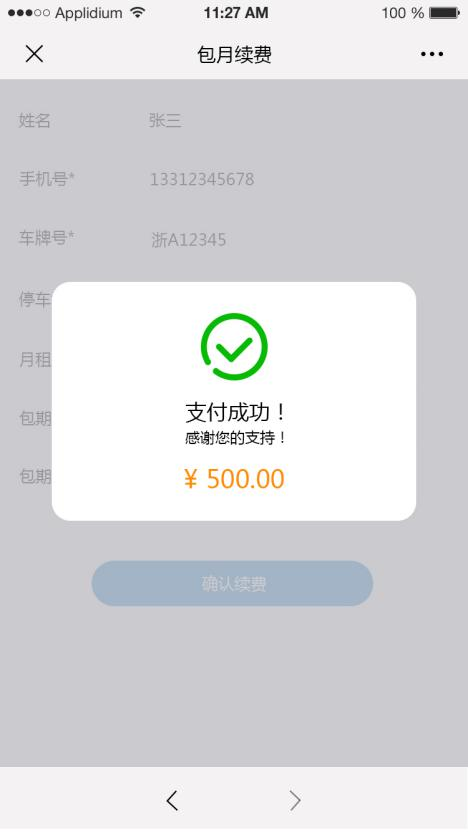 Applidium 11:27 AM 100 %
包月续费
姓名 张三
手机号* 13312345678
车牌号* 浙A12345
停车
月租
包期
包期
支付成功！
感谢您的支持！
¥ 500.00
确认续费